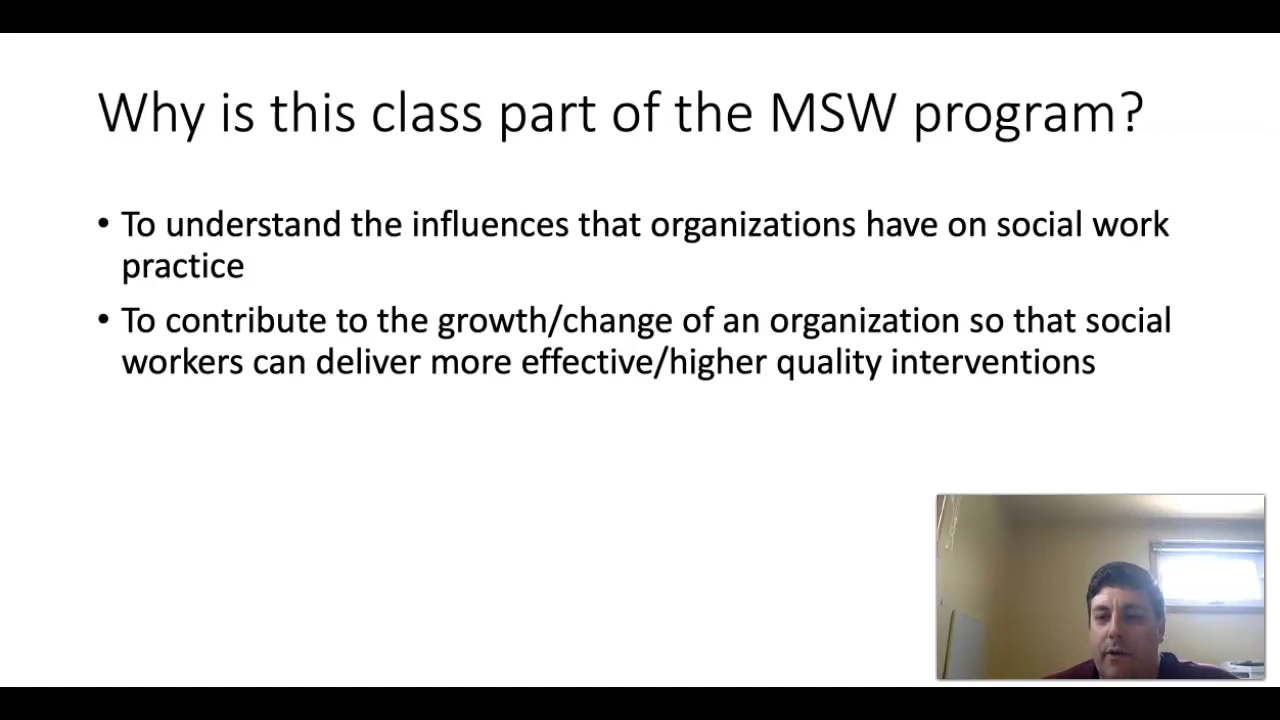 Why is this class part of the MSW program?
• To understand the influences that organizations have on social work
practice
• To contribute to the growth/change of an organization so that social
workers can deliver more effective/higher quality interventions